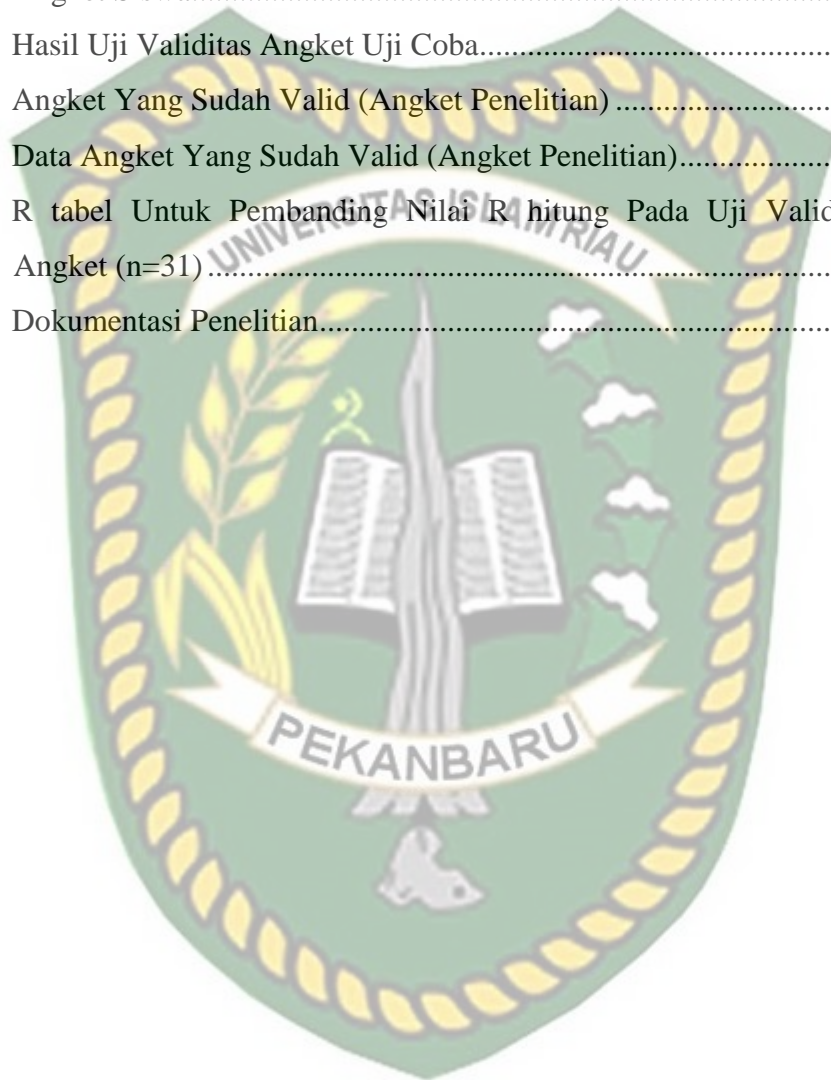 Hasil Uji Validitas Angket Uji Coba....................................
Angket Yang Sudah Valid (Angket Penelitian) ......................
Data Angket Yang Sudah Valid (Angket Penelitian)...............
R tabel Untuk Pembanding Nilai R hitung Pada Uji Valid
Angket (n=31) ......................................................................
Dokumentasi Penelitian.........................................................
UNIVERSITAS ISLAM RIAU
PEKANBARU